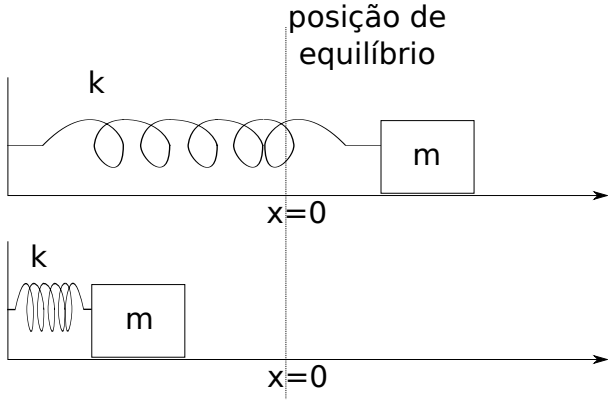 posição de
equilíbrio
k
m
x=0
k
m
x=0